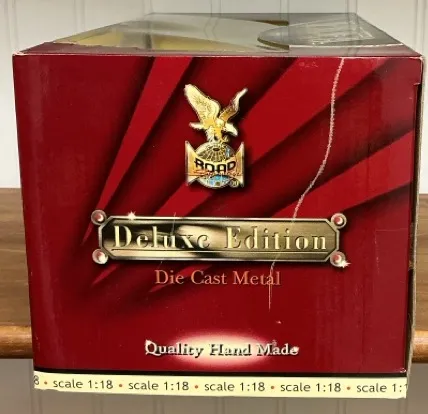 ROAD
Deluxe Edition
Die Cast Metal
Quality Hand Made
8 • scale 1:18 • scale 1:18 • scale 1:18 • scale 1:18 • scale 1:18 •